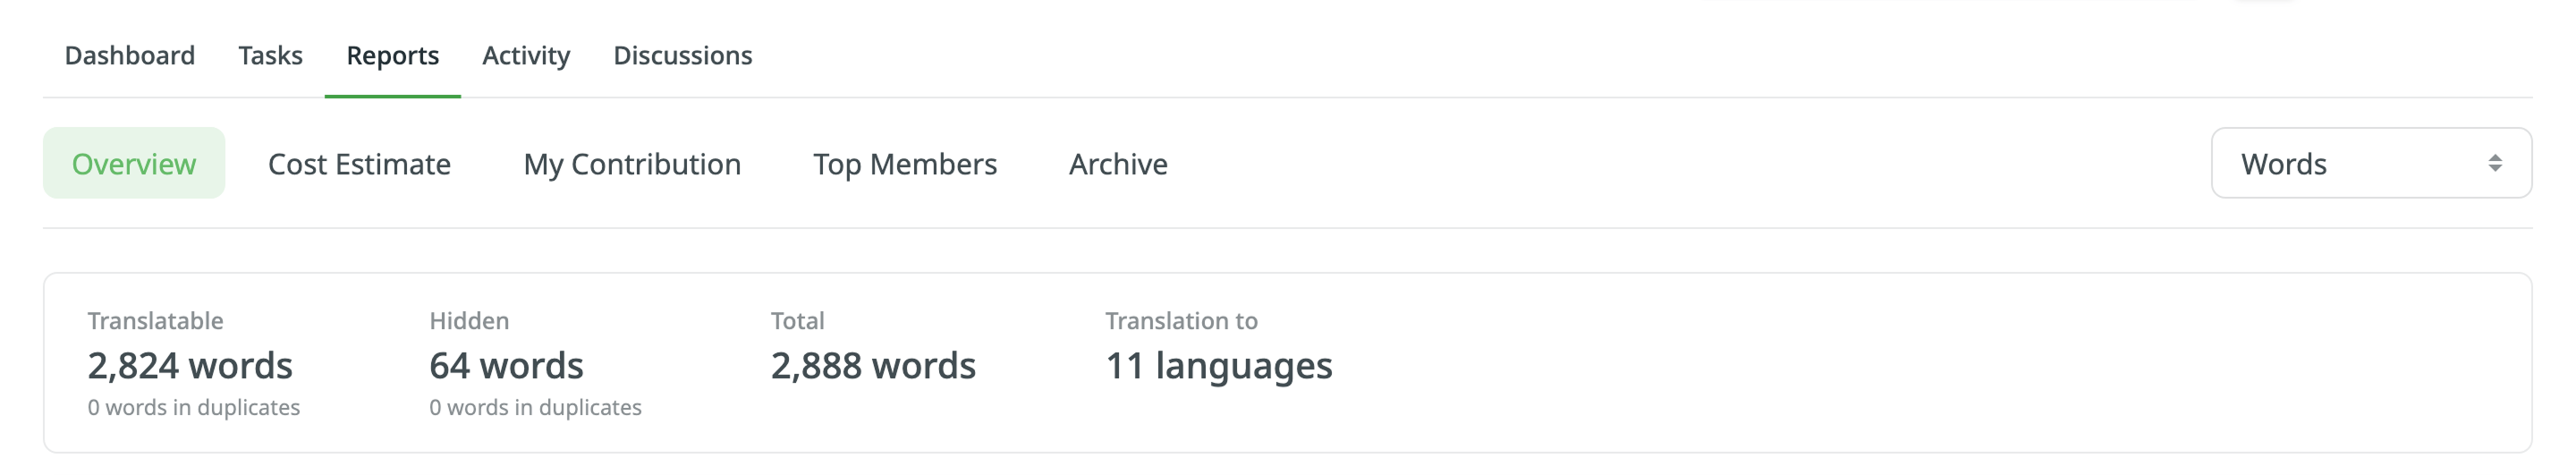 Dashboard Tasks Reports Activity Discussions
Overview Cost Estimate My Contribution Top Members Archive Words
Translatable Hidden Total Translation to
2,824 words 64 words 2,888 words 11 languages
0 words in duplicates 0 words in duplicates